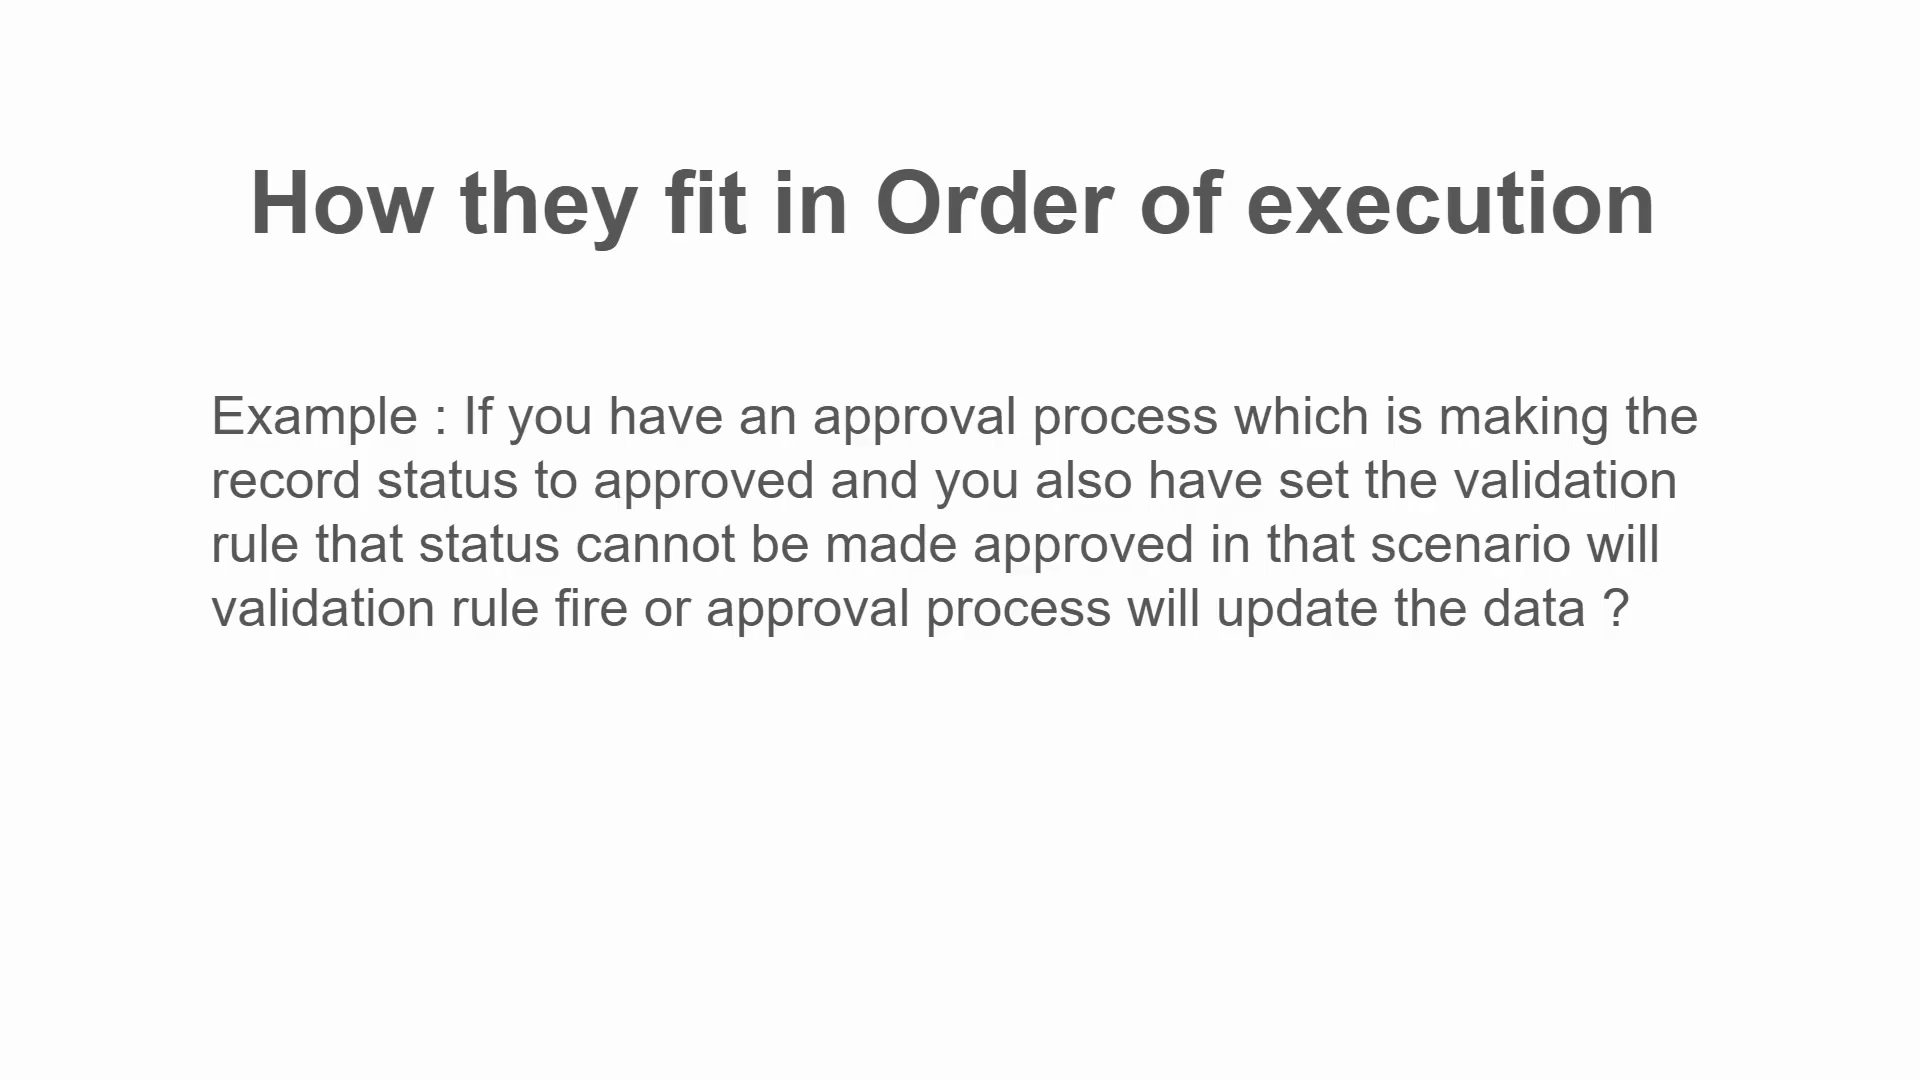 How they fit in Order of execution
Example : If you have an approval process which is making the
record status to approved and you also have set the validation
rule that status cannot be made approved in that scenario will
validation rule fire or approval process will update the data ?